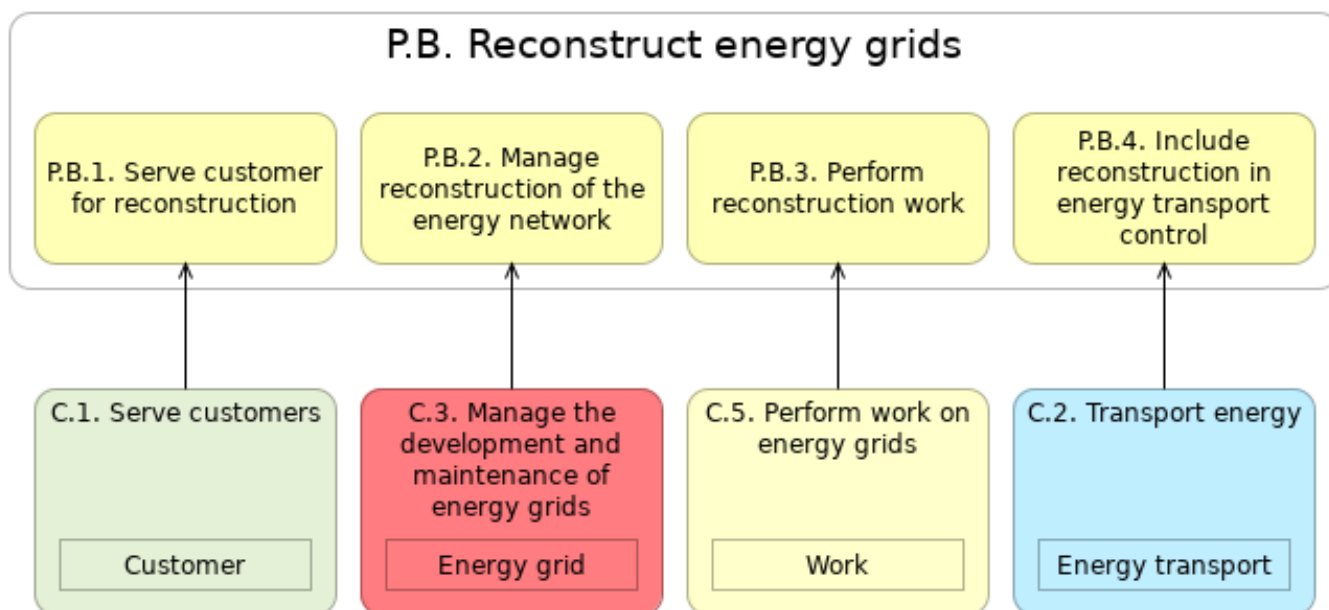 P.B. Reconstruct energy grids
P.B.1. Serve customer
for reconstruction
P.B.2. Manage
reconstruction of the
energy network
P.B.3. Perform
reconstruction work
P.B.4. Include
reconstruction in
energy transport
control
C.1. Serve customers
Customer
C.3. Manage the
development and
maintenance of
energy grids
Energy grid
C.5. Perform work on
energy grids
Work
C.2. Transport energy
Energy transport